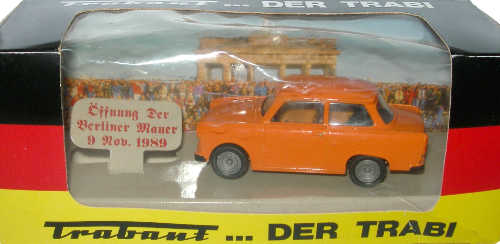 Trabant ... DER TRABI
Öffnung Der
Berliner Mauer
9 Nov. 1989
Trabant ... DER TRABI